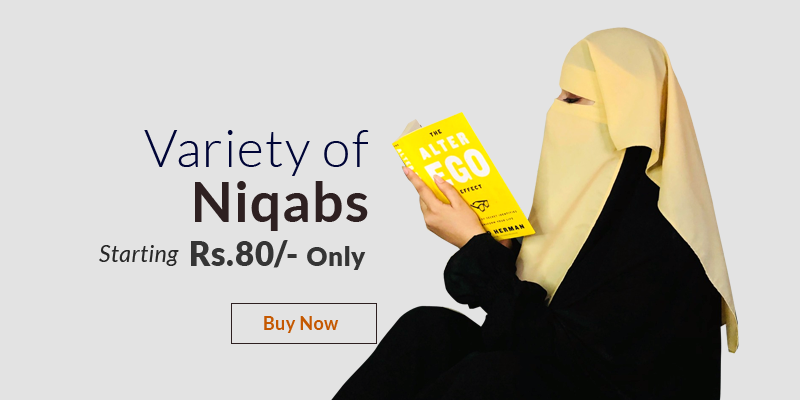 Variety of
Niqabs
Starting Rs.80/- Only
Buy Now
THE
ALTER
EGO
EFFECT
HERMAN